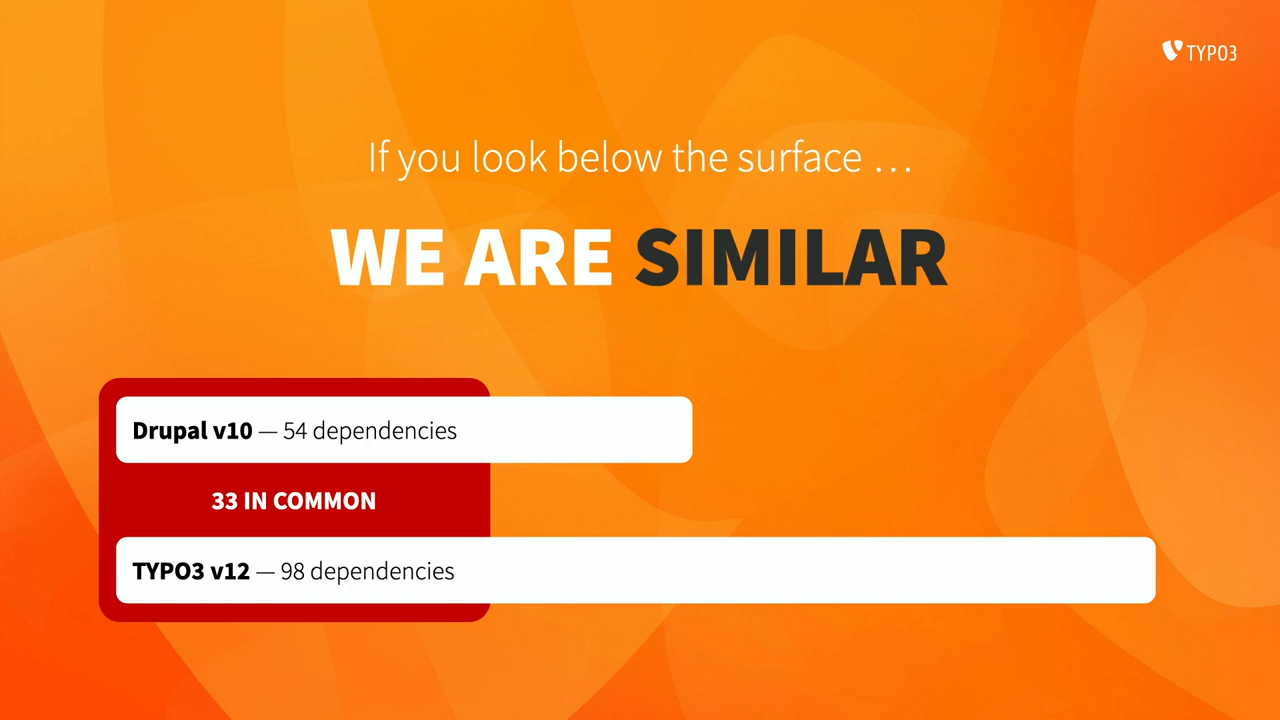 TYPO3
If you look below the surface …
WE ARE SIMILAR
Drupal v10 — 54 dependencies
33 IN COMMON
TYPO3 v12 — 98 dependencies